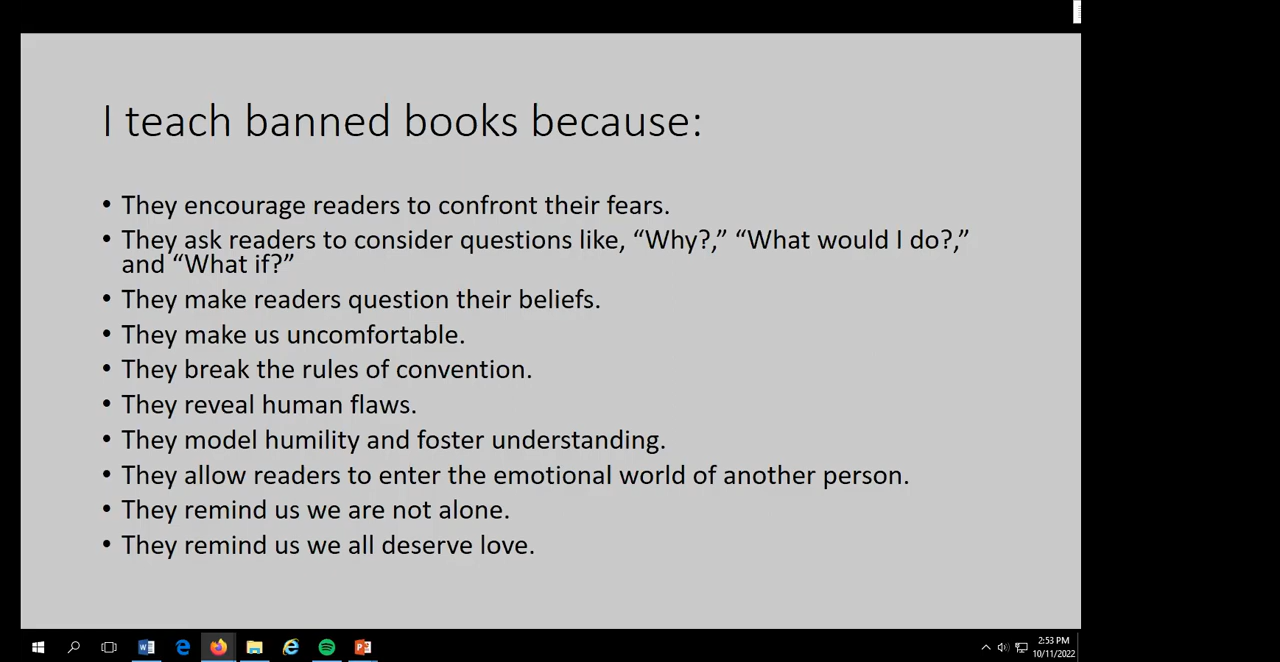 I teach banned books because:
• They encourage readers to confront their fears.
• They ask readers to consider questions like, “Why?,” “What would I do?,”
and “What if?”
• They make readers question their beliefs.
• They make us uncomfortable.
• They break the rules of convention.
• They reveal human flaws.
• They model humility and foster understanding.
• They allow readers to enter the emotional world of another person.
• They remind us we are not alone.
• They remind us we all deserve love.
2:53 PM
10/11/2022